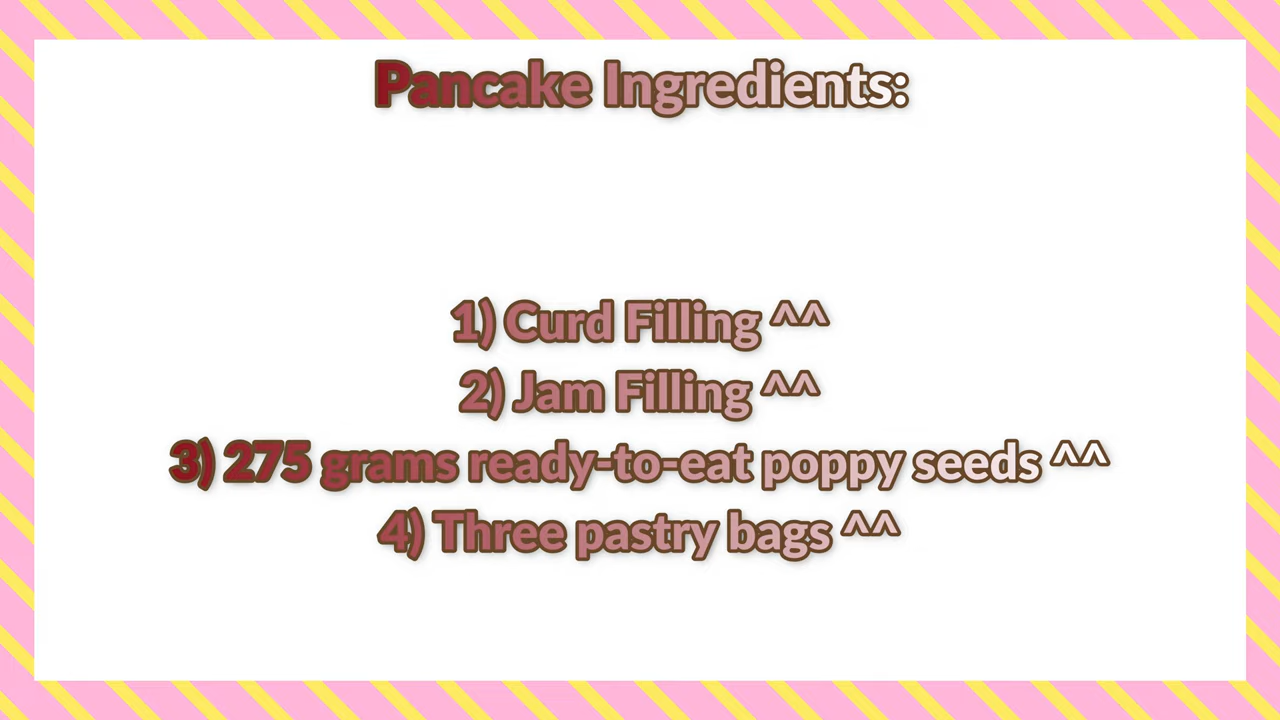 Pancake Ingredients:
1) Curd Filling ^^
2) Jam Filling ^^
3) 275 grams ready-to-eat poppy seeds ^^
4) Three pastry bags ^^